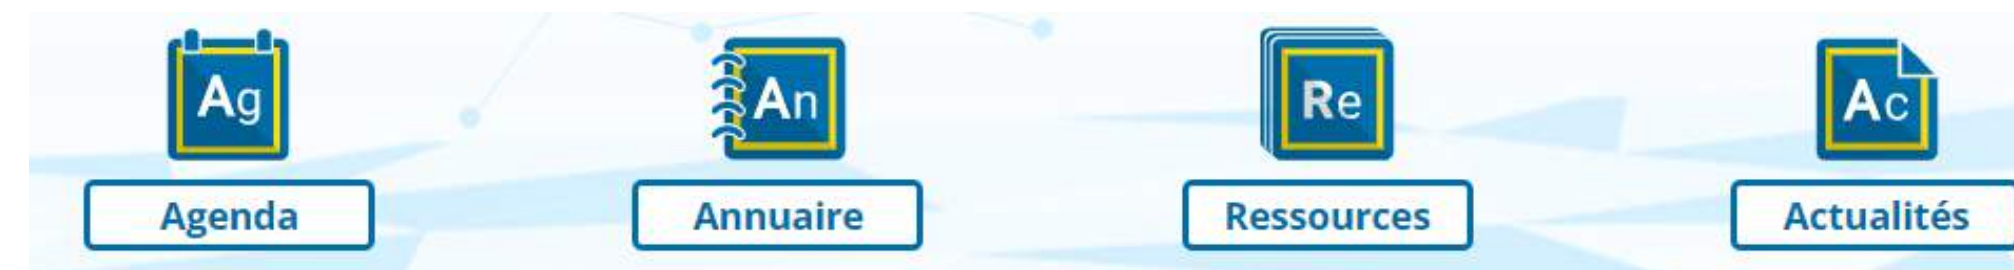 Ag
An
Re
Ac
Agenda
Annuaire
Ressources
Actualités